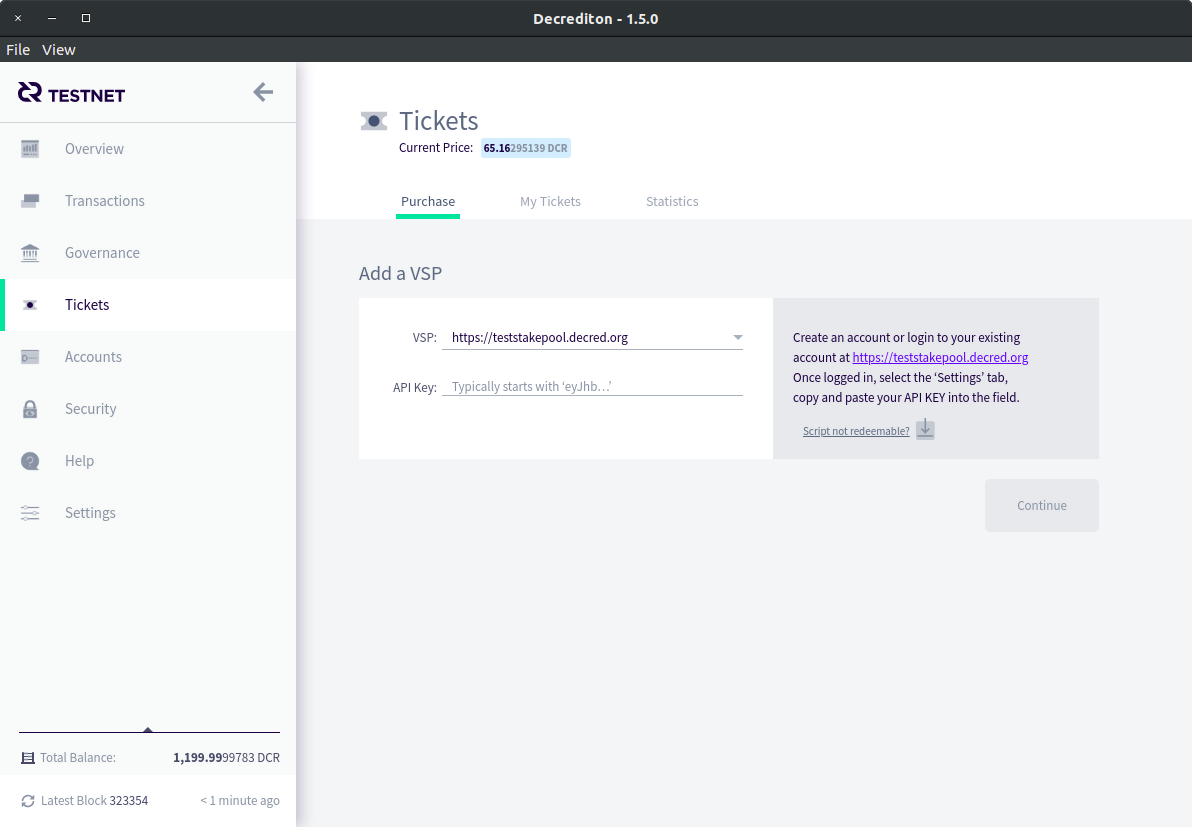 Decrediton - 1.5.0
File View
TESTNET
Overview
Transactions
Governance
Tickets
Accounts
Security
Help
Settings
Total Balance: 1,199.9999783 DCR
Latest Block 323354 < 1 minute ago
Tickets
Current Price: 65.16295139 DCR
Purchase My Tickets Statistics
Add a VSP
VSP: https://teststakepool.decred.org
API Key: Typically starts with ‘eyJhb…’
Create an account or login to your existing
account at https://teststakepool.decred.org
Once logged in, select the ‘Settings’ tab,
copy and paste your API KEY into the field.
Script not redeemable?
Continue